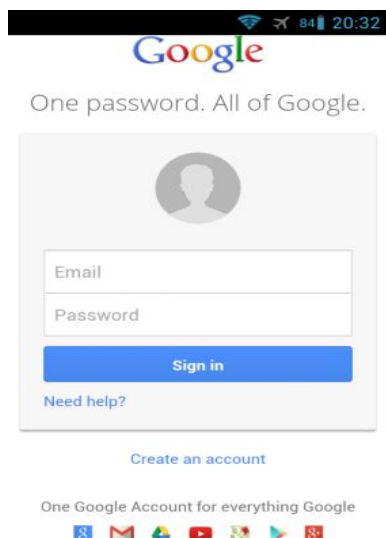 84 20:32
Google
One password. All of Google.
Email
Password
Sign in
Need help?
Create an account
One Google Account for everything Google